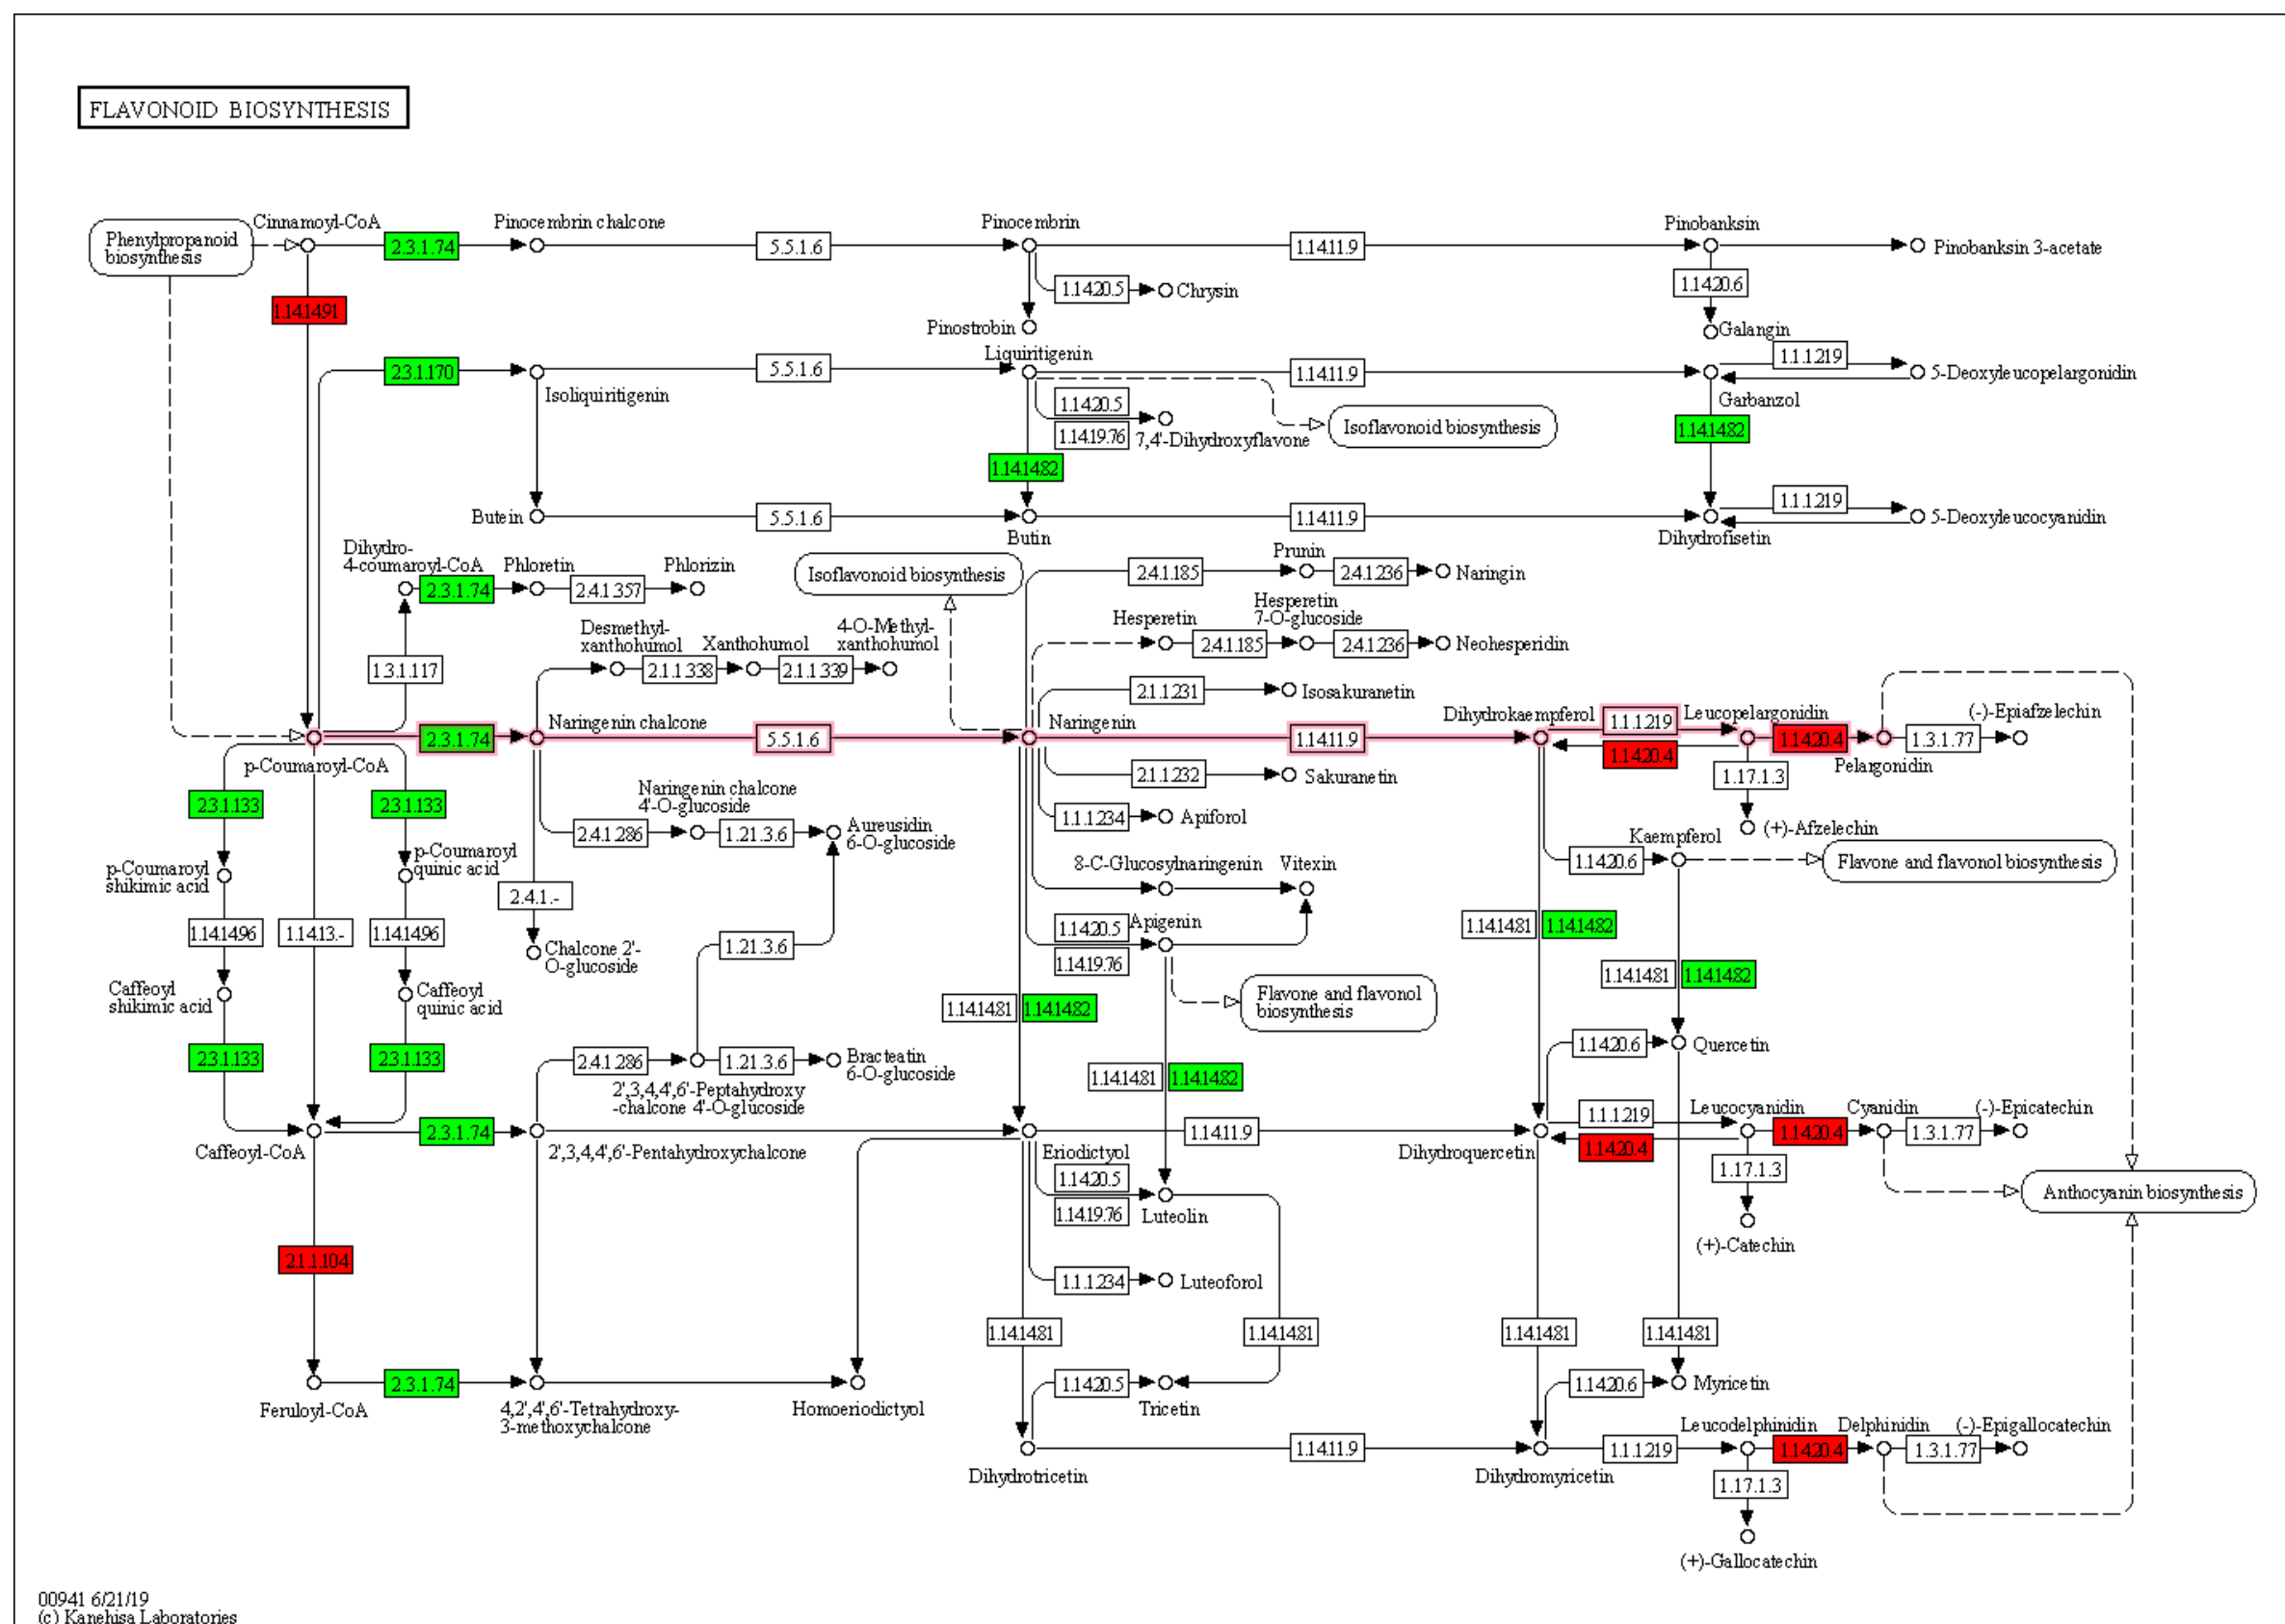 FLAVONOID BIOSYNTHESIS
Phenylpropanoid
biosynthesis
Cinnamoyl-CoA
2.3.1.74
Pinocembrin chalcone
5.5.1.6
Pinocembrin
1.14.11.9
Pinobanksin
Pinobanksin 3-acetate
1.14.14.91
1.14.20.5
Chrysin
1.14.20.6
Pinostrobin
Galangin
2.3.1.170
Isoliquiritigenin
5.5.1.6
Liquiritigenin
1.14.11.9
Garbanzol
1.1.1.219
5-Deoxyleucopelargonidin
1.14.20.5
1.14.19.76
7,4'-Dihydroxyflavone
Isoflavonoid biosynthesis
1.14.14.82
1.14.14.82
Butein
5.5.1.6
Butin
1.14.11.9
Dihydrofisetin
1.1.1.219
5-Deoxyleucocyanidin
Dihydro-
4-coumaroyl-CoA
2.3.1.74
Phloretin
2.4.1.357
Phlorizin
Isoflavonoid biosynthesis
2.4.1.185
Prunin
2.4.1.236
Naringin
1.3.1.117
Desmethyl-
xanthohumol
2.1.1.338
Xanthohumol
2.1.1.339
4-O-Methyl-
xanthohumol
Hesperetin
2.4.1.185
Hesperetin
7-O-glucoside
2.4.1.236
Neohesperidin
2.1.1.231
Isosakuranetin
p-Coumaroyl-CoA
2.3.1.74
Naringenin chalcone
5.5.1.6
Naringenin
1.14.11.9
Dihydrokaempferol
1.1.1.219
1.14.20.4
Leucopelargonidin
1.14.20.4
Pelargonidin
1.3.1.77
(-)-Epiafzelechin
2.1.1.232
Sakuranetin
1.17.1.3
(+)-Afzelechin
2.3.1.133
2.3.1.133
Naringenin chalcone
4'-O-glucoside
2.4.1.286
1.21.3.6
Aureusidin
6-O-glucoside
1.1.1.234
Apiforol
Kaempferol
1.14.20.6
Flavone and flavonol biosynthesis
p-Coumaroyl
shikimic acid
p-Coumaroyl
quinic acid
2.4.1.-
8-C-Glucosylnaringenin
Vitexin
1.14.14.96
1.14.13.-
1.14.14.96
Chalcone 2'-
O-glucoside
1.21.3.6
1.14.20.5
Apigenin
1.14.19.76
1.14.14.81
1.14.14.82
1.14.14.81
1.14.14.82
Caffeoyl
shikimic acid
Caffeoyl
quinic acid
1.14.14.81
1.14.14.82
Flavone and flavonol
biosynthesis
2.3.1.133
2.3.1.133
2.4.1.286
1.21.3.6
Bracteatin
6-O-glucoside
2',3,4,4',6'-Peptahydroxy
-chalcone 4'-O-glucoside
1.14.14.81
1.14.14.82
1.14.20.6
Quercetin
Caffeoyl-CoA
2.3.1.74
2',3,4,4',6'-Pentahydroxychalcone
Eriodictyol
1.14.11.9
Dihydroquercetin
1.1.1.219
1.14.20.4
Leucocyanidin
1.14.20.4
Cyanidin
1.3.1.77
(-)-Epicatechin
1.14.20.5
1.14.19.76
Luteolin
1.17.1.3
(+)-Catechin
Anthocyanin biosynthesis
2.1.1.104
1.1.1.234
Luteoforol
1.14.14.81
1.14.14.81
1.14.14.81
1.14.14.81
Feruloyl-CoA
2.3.1.74
4,2',4',6'-Tetrahydroxy-
3-methoxychalcone
Homoeriodictyol
1.14.20.5
Tricetin
1.14.20.6
Myricetin
Dihydrotricetin
1.14.11.9
Dihydromyricetin
1.1.1.219
Leucodelphinidin
1.14.20.4
Delphinidin
1.3.1.77
(-)-Epigallocatechin
1.17.1.3
(+)-Gallocatechin
00941 6/21/19
(c) Kanehisa Laboratories